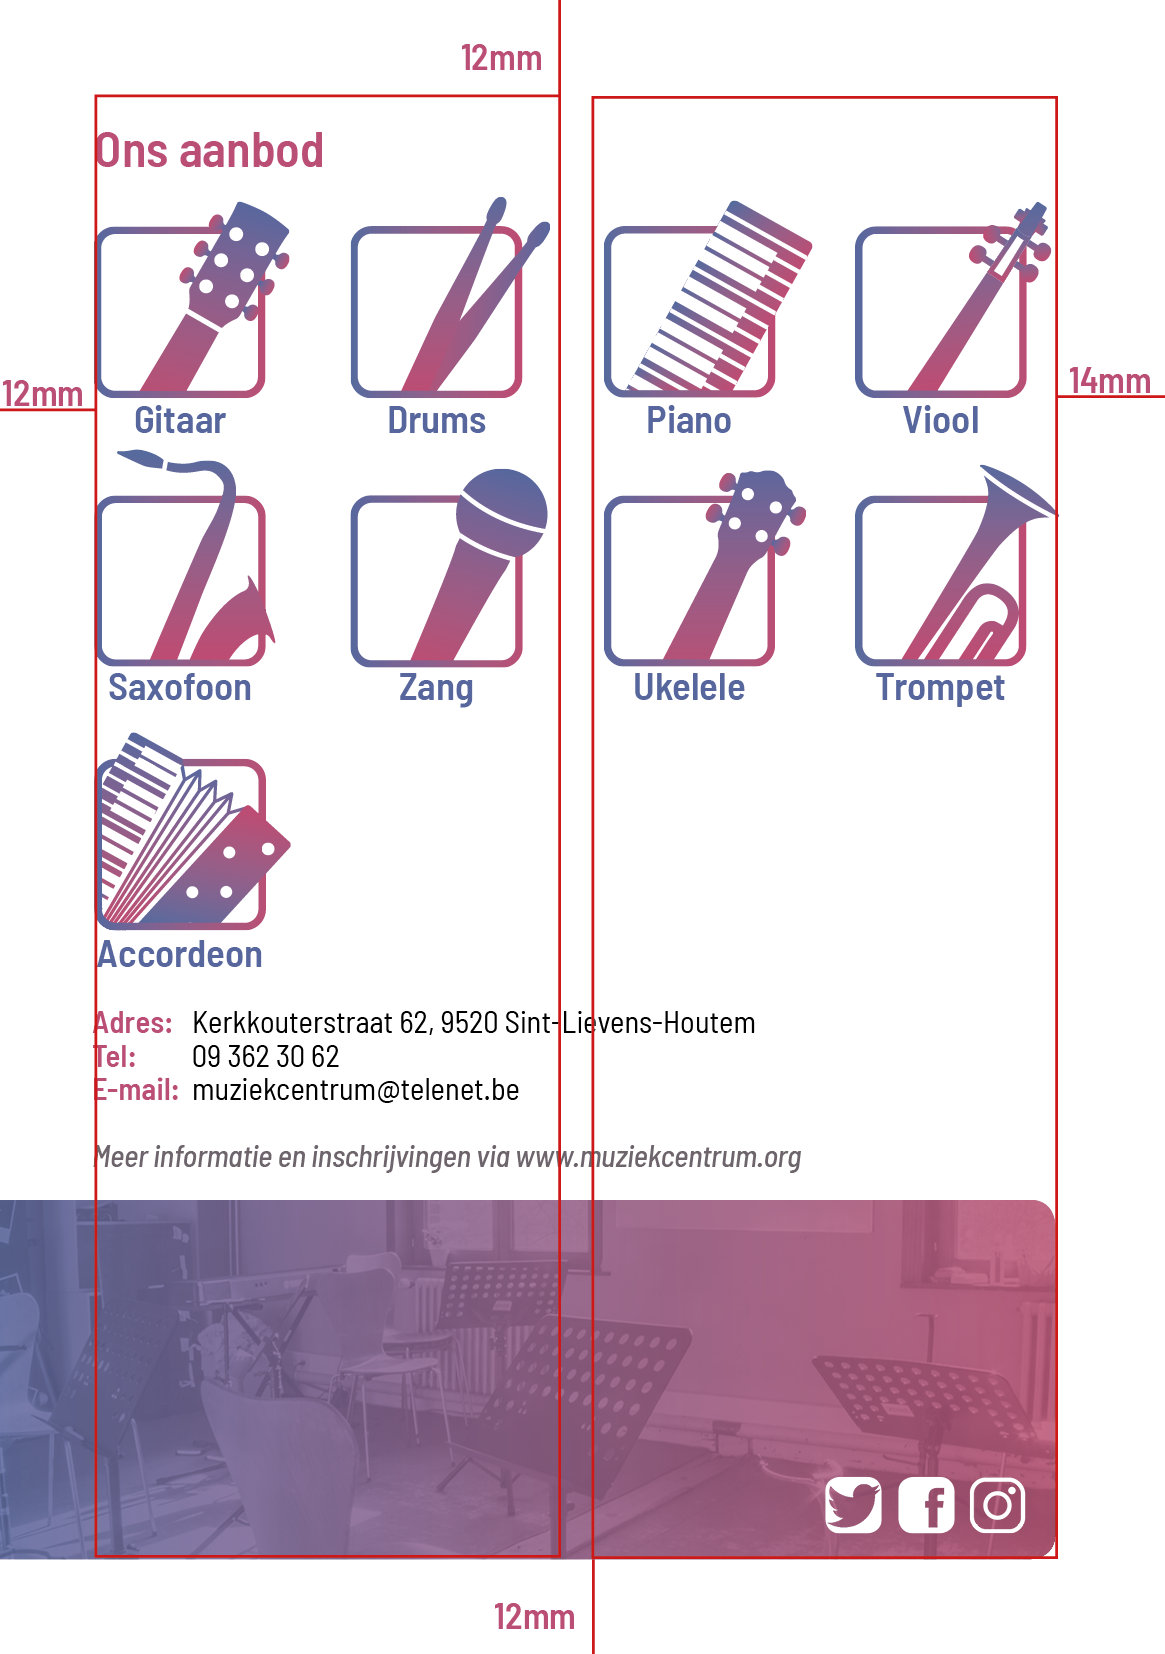 12mm
Ons aanbod
12mm
14mm
Gitaar
Drums
Piano
Viool
Saxofoon
Zang
Ukelele
Trompet
Accordeon
Adres: Kerkkouterstraat 62, 9520 Sint-Lievens-Houtem
Tel: 09 362 30 62
E-mail: muziekcentrum@telenet.be
Meer informatie en inschrijvingen via www.muziekcentrum.org
12mm